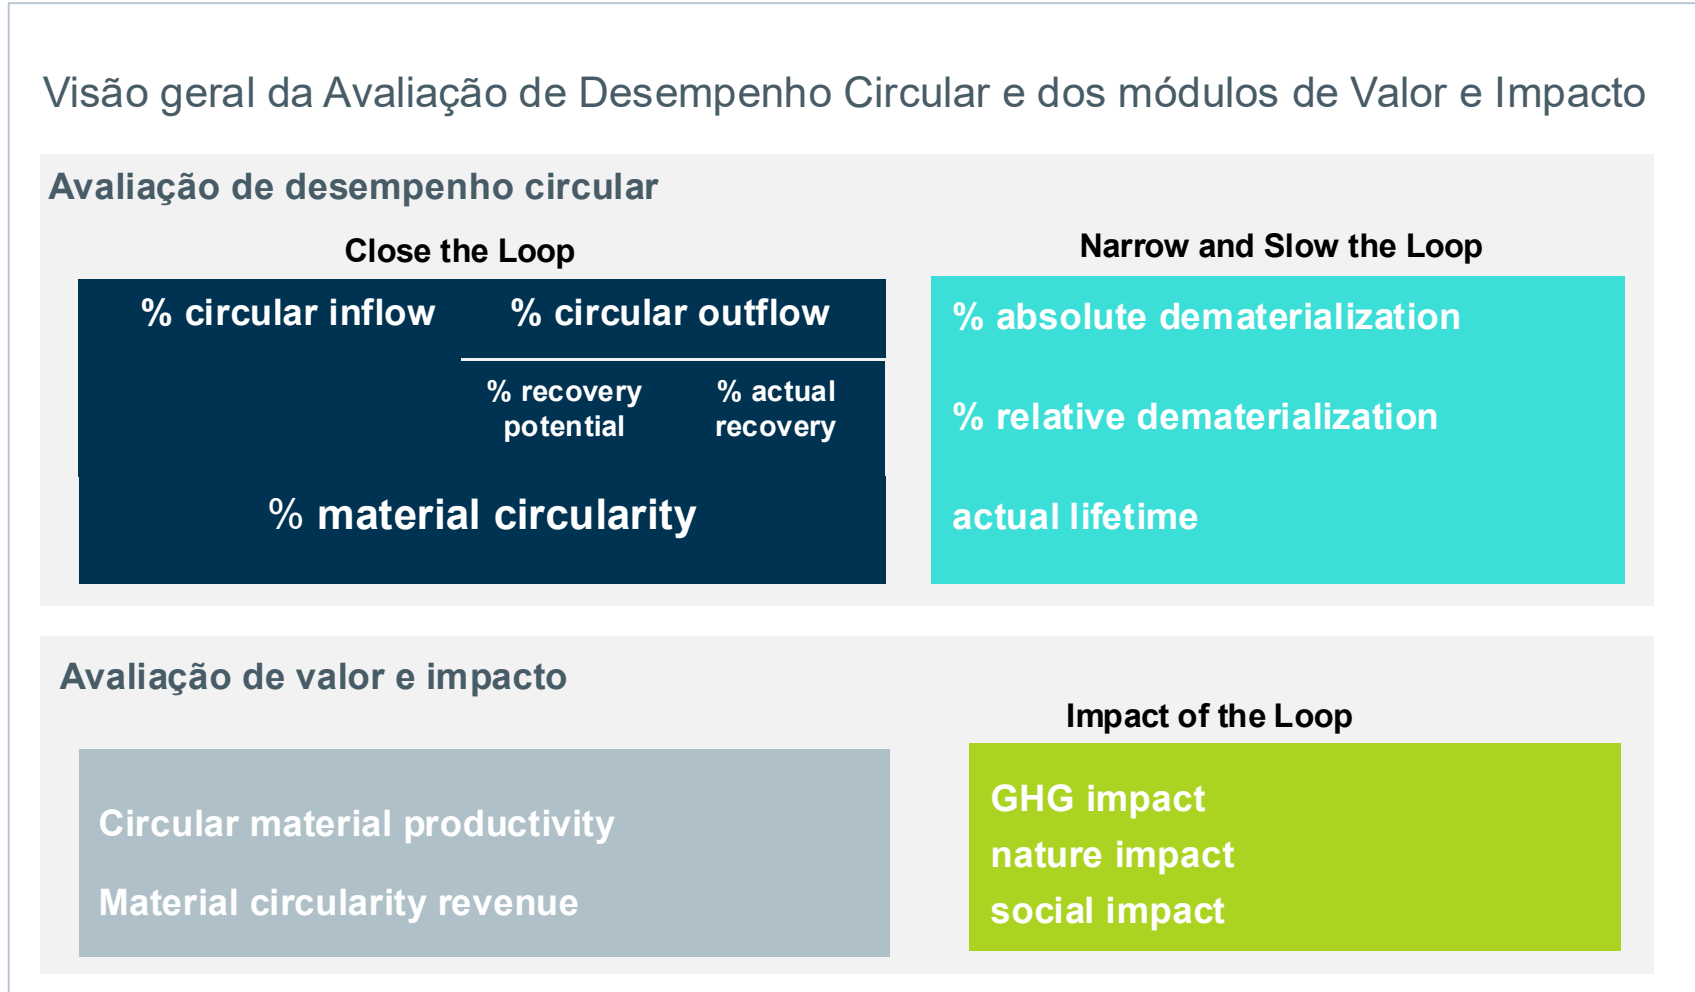 Visão geral da Avaliação de Desempenho Circular e dos módulos de Valor e Impacto
Avaliação de desempenho circular
Close the Loop
% circular inflow
% circular outflow
% recovery
potential
% actual
recovery
% material circularity
Narrow and Slow the Loop
% absolute dematerialization
% relative dematerialization
actual lifetime
Avaliação de valor e impacto
Circular material productivity
Material circularity revenue
Impact of the Loop
GHG impact
nature impact
social impact